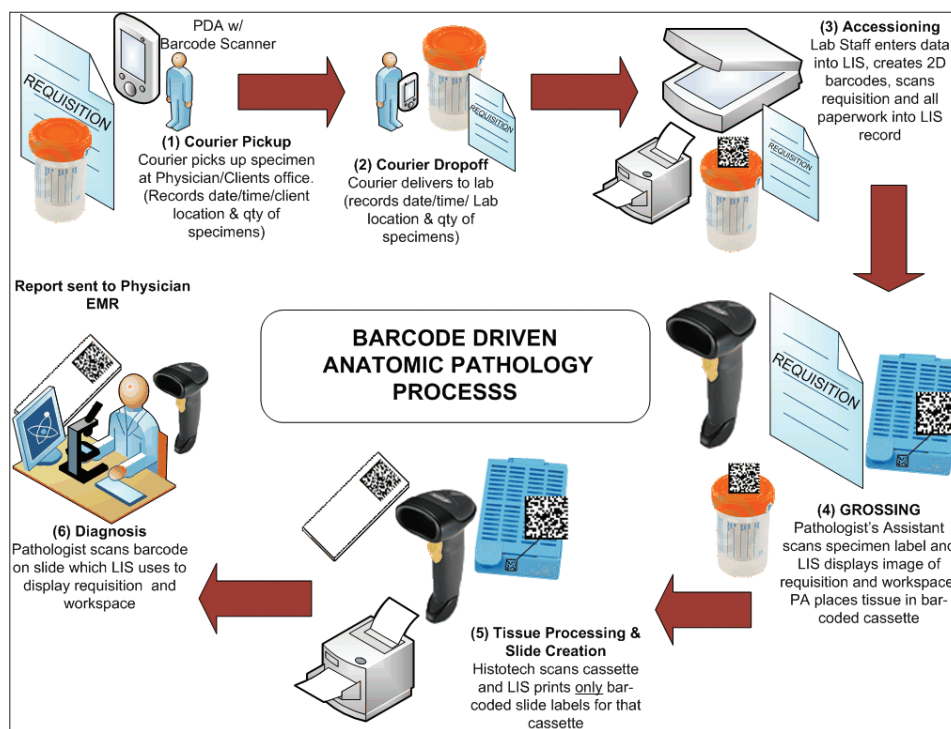 PDA w/
Barcode Scanner
REQUISITION
(1) Courier Pickup
Courier picks up specimen
at Physician/Clients office.
(Records date/time/client
location & qty of
specimens)
REQUISITION
(2) Courier Dropoff
Courier delivers to lab
(records date/time/ Lab
location & qty of
specimens)
REQUISITION
(3) Accessioning
Lab Staff enters data
into LIS, creates 2D
barcodes, scans
requisition and all
paperwork into LIS
record
BARCODE DRIVEN
ANATOMIC PATHOLOGY
PROCESSS
REQUISITION
(4) GROSSING
Pathologist's Assistant
scans specimen label and
LIS displays image of
requisition and workspace
PA places tissue in bar-
coded cassette
(5) Tissue Processing &
Slide Creation
Histotech scans cassette
and LIS prints only bar-
coded slide labels for that
cassette
Report sent to Physician
EMR
(6) Diagnosis
Pathologist scans barcode
on slide which LIS uses to
display requisition and
workspace